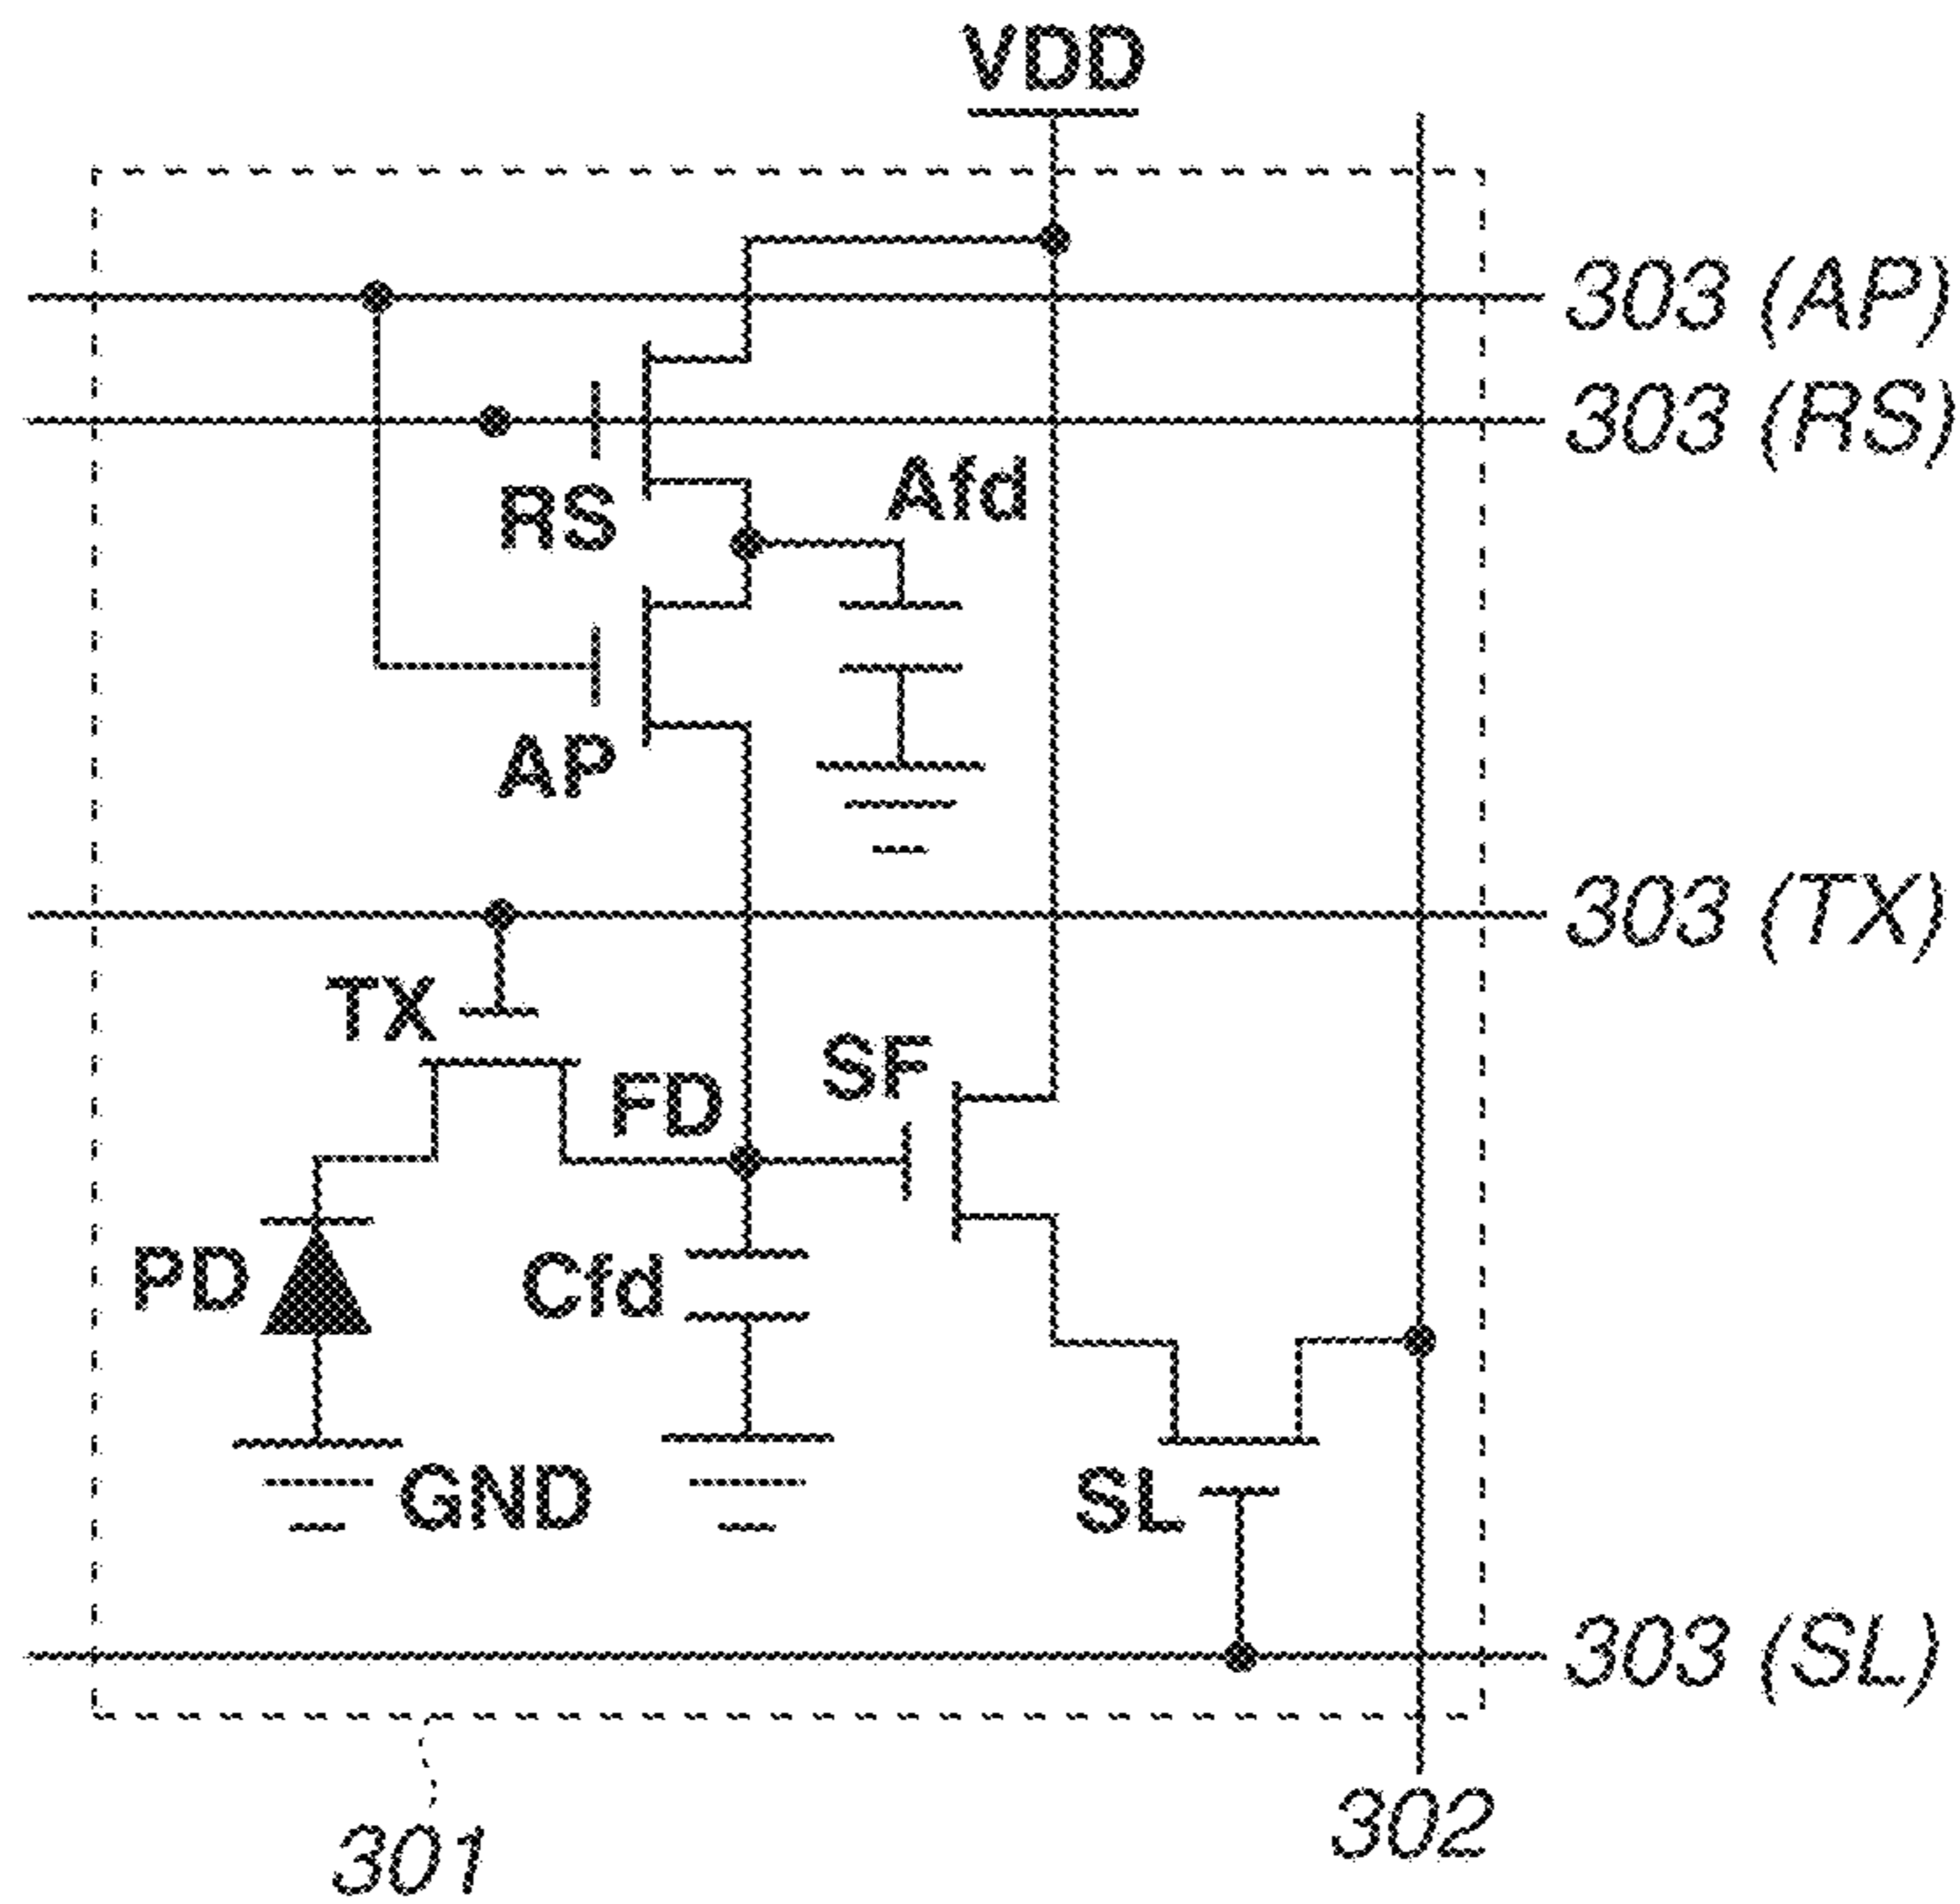 VDD
303 (AP)
303 (RS)
Afd
RS
AP
303 (TX)
TX
SF
FD
PD
Cfd
GND
SL
303 (SL)
302
301